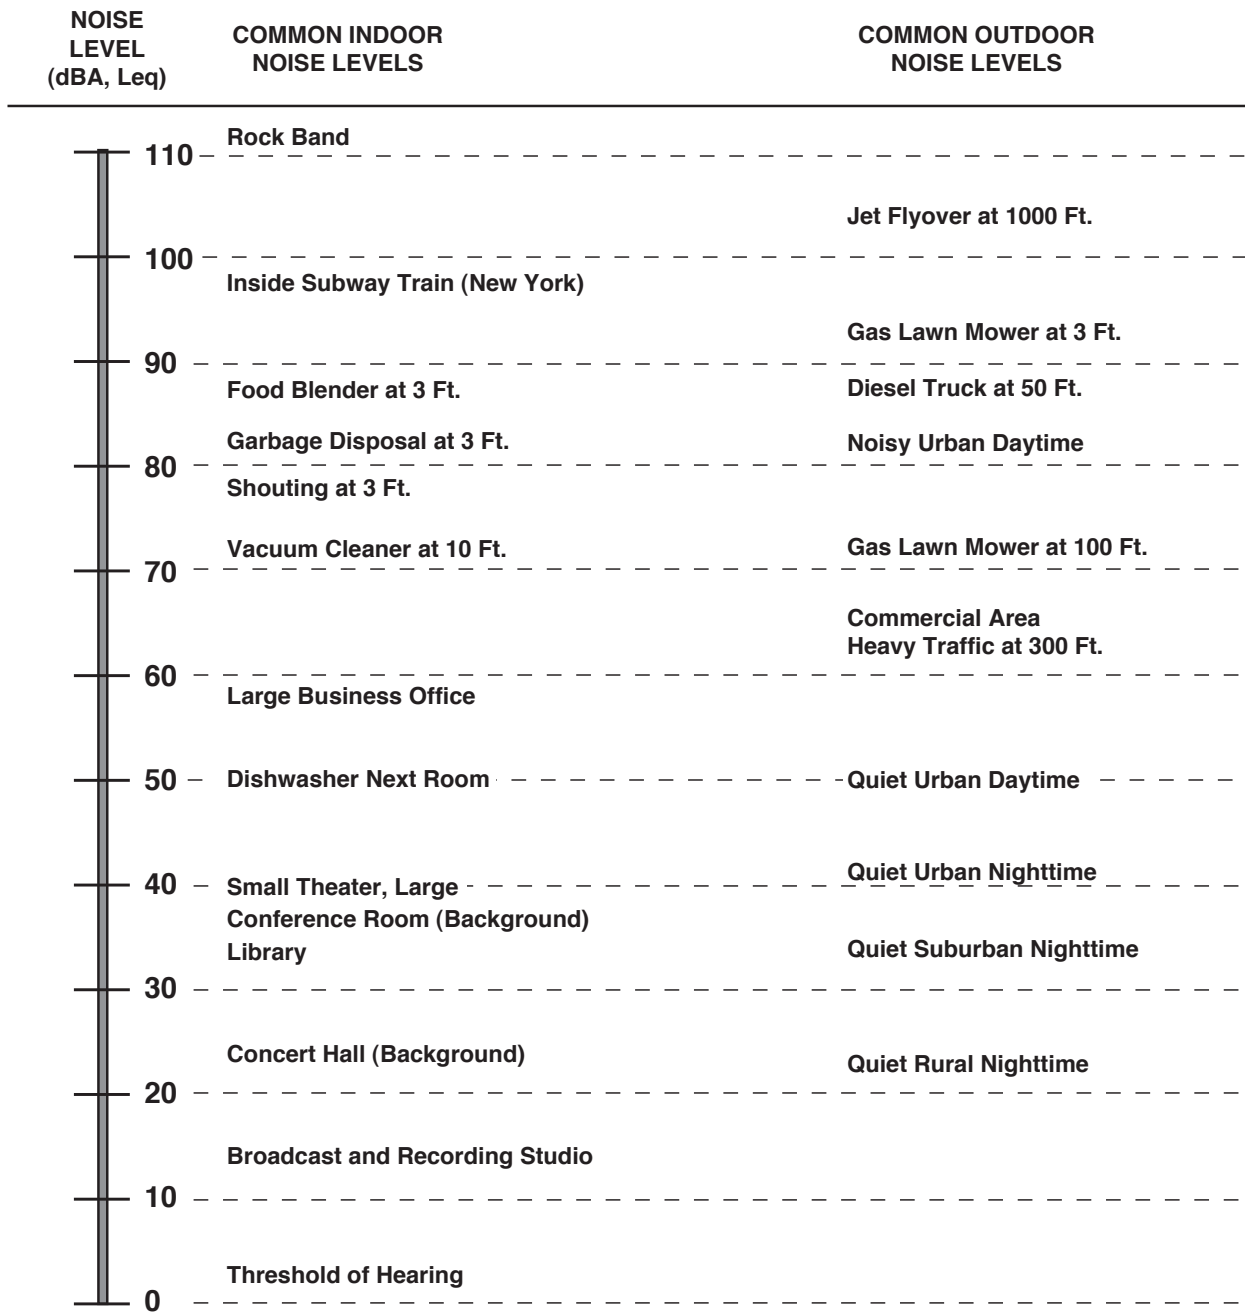 NOISE
LEVEL
(dBA, Leq)
COMMON INDOOR
NOISE LEVELS
COMMON OUTDOOR
NOISE LEVELS
Rock Band
110
Jet Flyover at 1000 Ft.
100
Inside Subway Train (New York)
Gas Lawn Mower at 3 Ft.
90
Food Blender at 3 Ft.
Diesel Truck at 50 Ft.
Garbage Disposal at 3 Ft.
Noisy Urban Daytime
80
Shouting at 3 Ft.
Vacuum Cleaner at 10 Ft.
Gas Lawn Mower at 100 Ft.
70
Commercial Area
Heavy Traffic at 300 Ft.
60
Large Business Office
50
Dishwasher Next Room
Quiet Urban Daytime
Quiet Urban Nighttime
40
Small Theater, Large
Conference Room (Background)
Library
Quiet Suburban Nighttime
30
Concert Hall (Background)
Quiet Rural Nighttime
20
Broadcast and Recording Studio
10
Threshold of Hearing
0